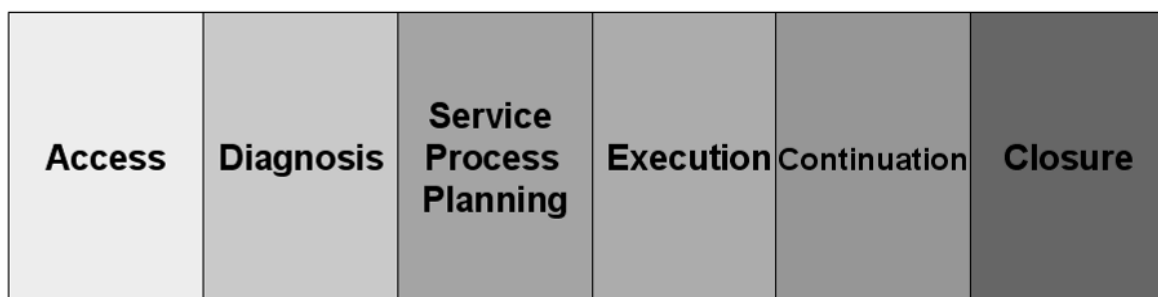 Access
Diagnosis
Service
Process
Planning
Execution
Continuation
Closure